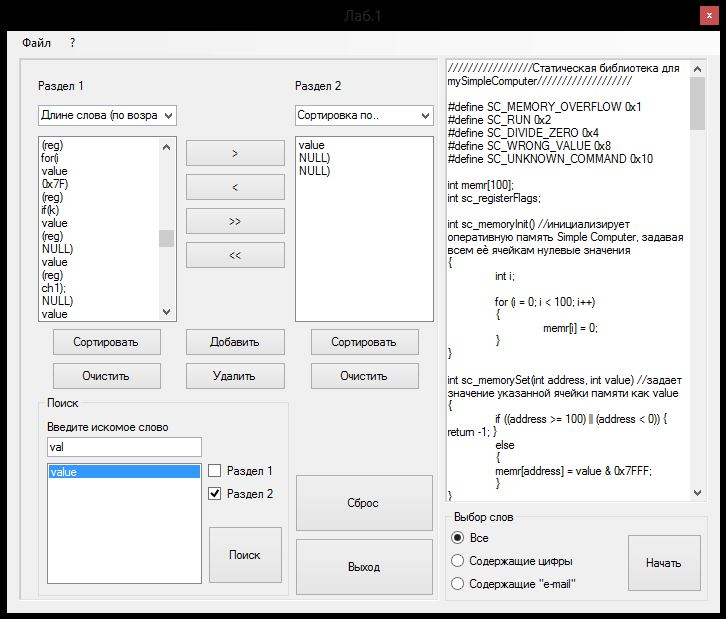 Лаб.1
x
Файл ?
Раздел 1
Длине слова (по возра
(reg)
for(i
value
0x7F)
(reg)
if(k)
value
(reg)
NULL)
value
(reg)
ch1);
NULL)
value
>
<
>>
<<
Раздел 2
Сортировка по..
value
NULL)
NULL)
Сортировать
Добавить
Сортировать
Очистить
Удалить
Очистить
Поиск
Введите искомое слово
val
value
Раздел 1
Раздел 2
Поиск
Сброс
Выход
/////////////////Статическая библиотека для
mySimpleComputer///////////////////
#define SC_MEMORY_OVERFLOW 0x1
#define SC_RUN 0x2
#define SC_DIVIDE_ZERO 0x4
#define SC_WRONG_VALUE 0x8
#define SC_UNKNOWN_COMMAND 0x10
int memr[100];
int sc_registerFlags;
int sc_memoryInit() //инициализирует
оперативную память Simple Computer, задавая
всем её ячейкам нулевые значения
{
int i;
for (i = 0; i < 100; i++)
{
memr[i] = 0;
}
}
int sc_memorySet(int address, int value) //задает
значение указанной ячейки памяти как value
{
if ((address >= 100) || (address < 0)) {
return -1; }
else
{
memr[address] = value & 0x7FFF;
}
}
Выбор слов
Все
Содержащие цифры
Содержащие "e-mail"
Начать